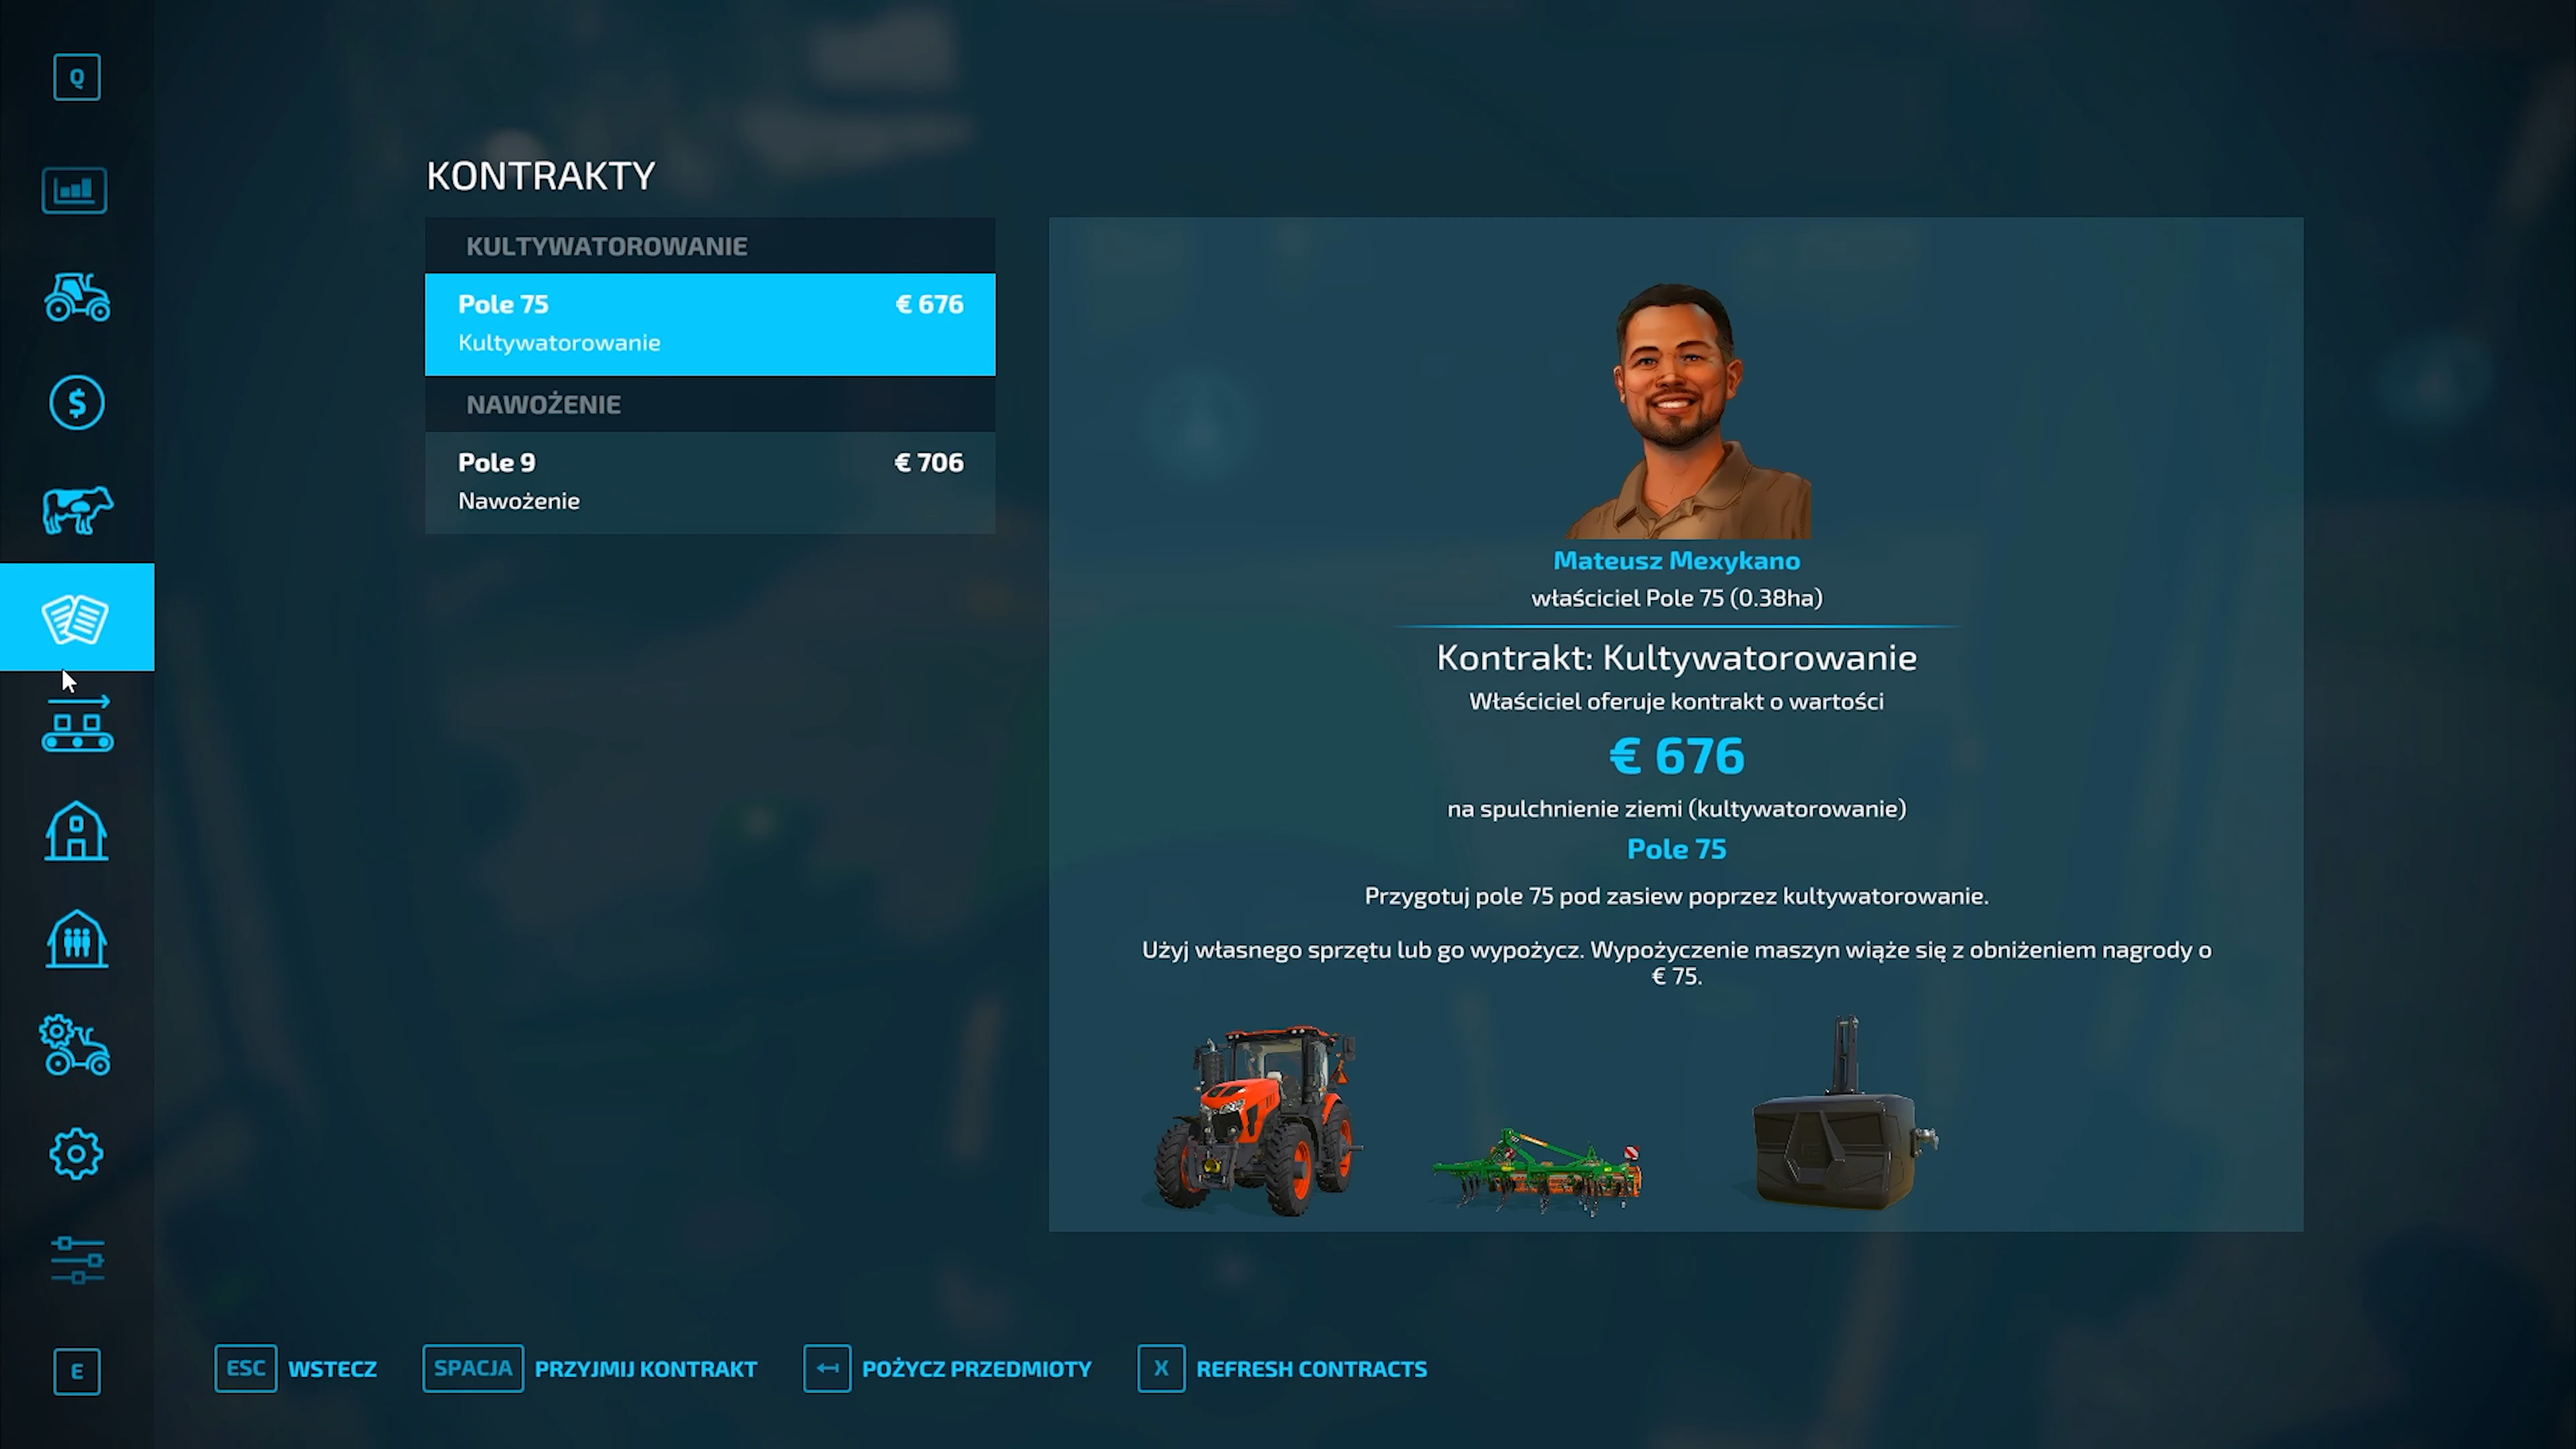 Q
KONTRAKTY
KULTYWATOROWANIE
Pole 75 € 676
Kultywatorowanie
NAWOŻENIE
Pole 9 € 706
Nawożenie
Mateusz Mexykano
właściciel Pole 75 (0.38ha)
Kontrakt: Kultywatorowanie
Właściciel oferuje kontrakt o wartości
€ 676
na spulchnienie ziemi (kultywatorowanie)
Pole 75
Przygotuj pole 75 pod zasiew poprzez kultywatorowanie.
Użyj własnego sprzętu lub go wypożycz. Wypożyczenie maszyn wiąże się z obniżeniem nagrody o
€ 75.
E
ESC WSTECZ SPACJA PRZYJMIJ KONTRAKT POŻYCZ PRZEDMIOTY X REFRESH CONTRACTS